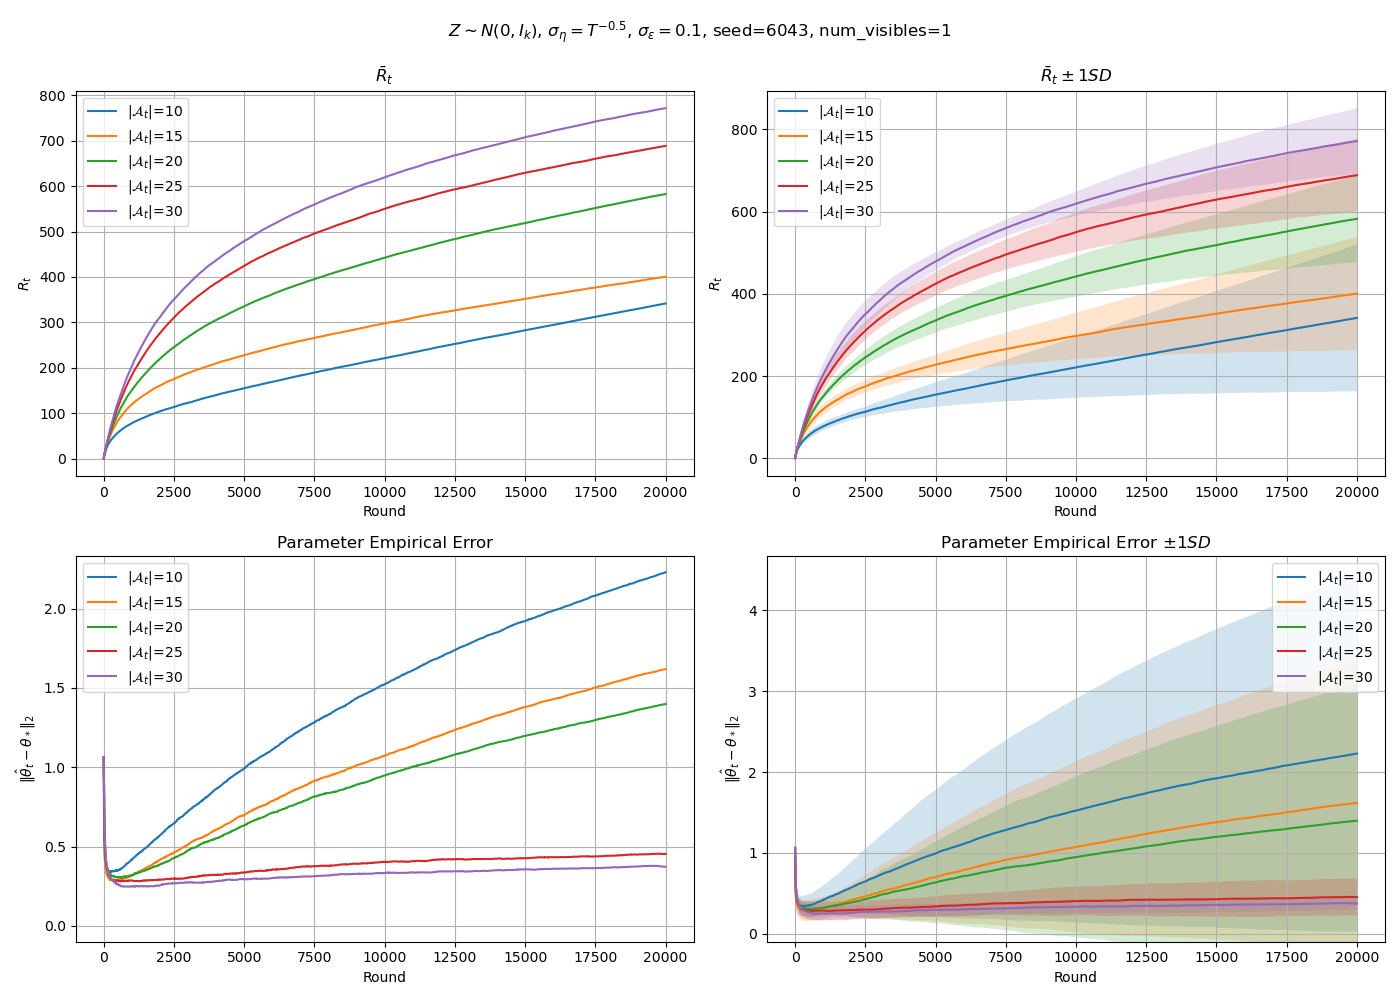 Z ∼ N(0, I_k), σ_η = T^{−0.5}, σ_ε = 0.1, seed=6043, num_visibles=1
R̄_t
R_t
800
700
600
500
400
300
200
100
0
|𝒜_t|=10
|𝒜_t|=15
|𝒜_t|=20
|𝒜_t|=25
|𝒜_t|=30
0 2500 5000 7500 10000 12500 15000 17500 20000
Round
R̄_t ± 1SD
R_t
800
600
400
200
0
|𝒜_t|=10
|𝒜_t|=15
|𝒜_t|=20
|𝒜_t|=25
|𝒜_t|=30
0 2500 5000 7500 10000 12500 15000 17500 20000
Round
Parameter Empirical Error
‖θ̂_t − θ_*‖_2
2.0
1.5
1.0
0.5
0.0
|𝒜_t|=10
|𝒜_t|=15
|𝒜_t|=20
|𝒜_t|=25
|𝒜_t|=30
0 2500 5000 7500 10000 12500 15000 17500 20000
Round
Parameter Empirical Error ±1SD
‖θ̂_t − θ_*‖_2
4
3
2
1
0
|𝒜_t|=10
|𝒜_t|=15
|𝒜_t|=20
|𝒜_t|=25
|𝒜_t|=30
0 2500 5000 7500 10000 12500 15000 17500 20000
Round